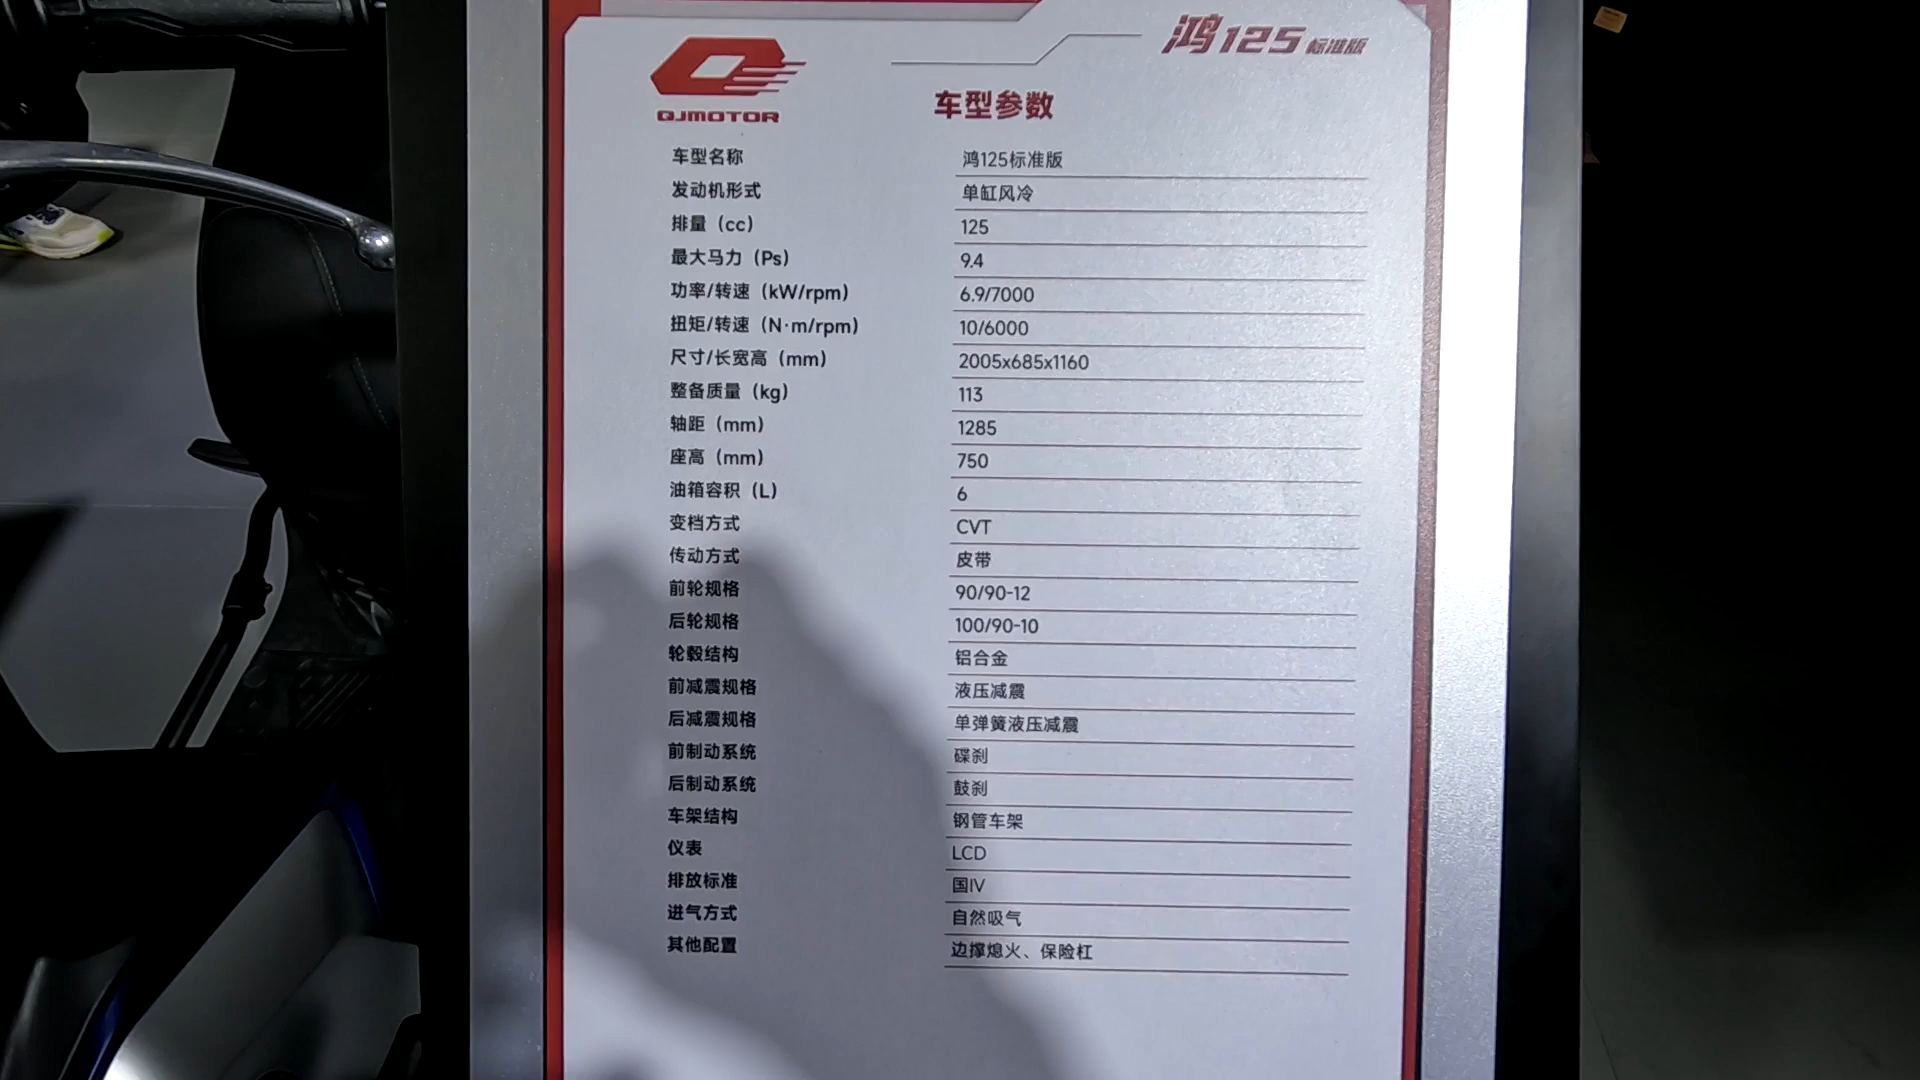 鸿125 标准版
QJMOTOR
车型参数
车型名称 鸿125标准版
发动机形式 单缸风冷
排量（cc） 125
最大马力（Ps） 9.4
功率/转速（kW/rpm） 6.9/7000
扭矩/转速（N·m/rpm） 10/6000
尺寸/长宽高（mm） 2005x685x1160
整备质量（kg） 113
轴距（mm） 1285
座高（mm） 750
油箱容积（L） 6
变档方式 CVT
传动方式 皮带
前轮规格 90/90-12
后轮规格 100/90-10
轮毂结构 铝合金
前减震规格 液压减震
后减震规格 单弹簧液压减震
前制动系统 碟刹
后制动系统 鼓刹
车架结构 钢管车架
仪表 LCD
排放标准 国IV
进气方式 自然吸气
其他配置 边撑熄火、保险杠